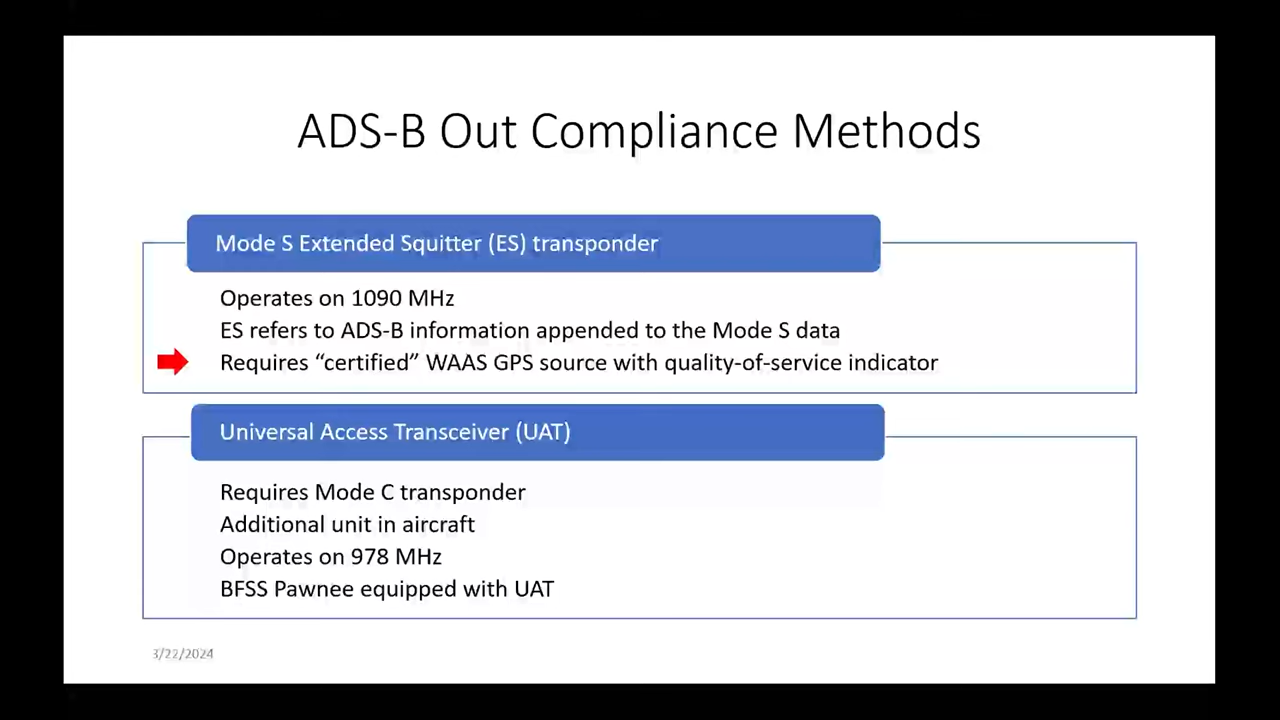 ADS-B Out Compliance Methods
Mode S Extended Squitter (ES) transponder
Operates on 1090 MHz
ES refers to ADS-B information appended to the Mode S data
Requires “certified” WAAS GPS source with quality-of-service indicator
Universal Access Transceiver (UAT)
Requires Mode C transponder
Additional unit in aircraft
Operates on 978 MHz
BFSS Pawnee equipped with UAT
3/22/2024